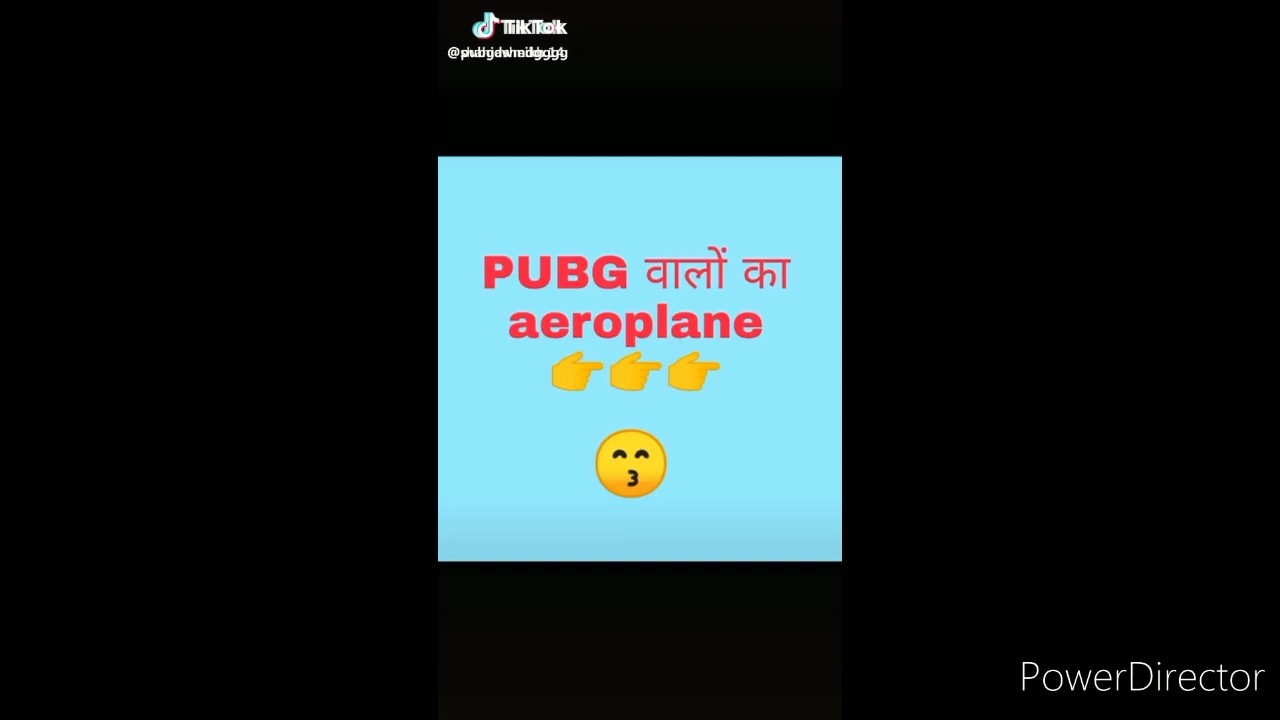 TikTok
PUBG वालों का
aeroplane
👉👉👉
😙
PowerDirector